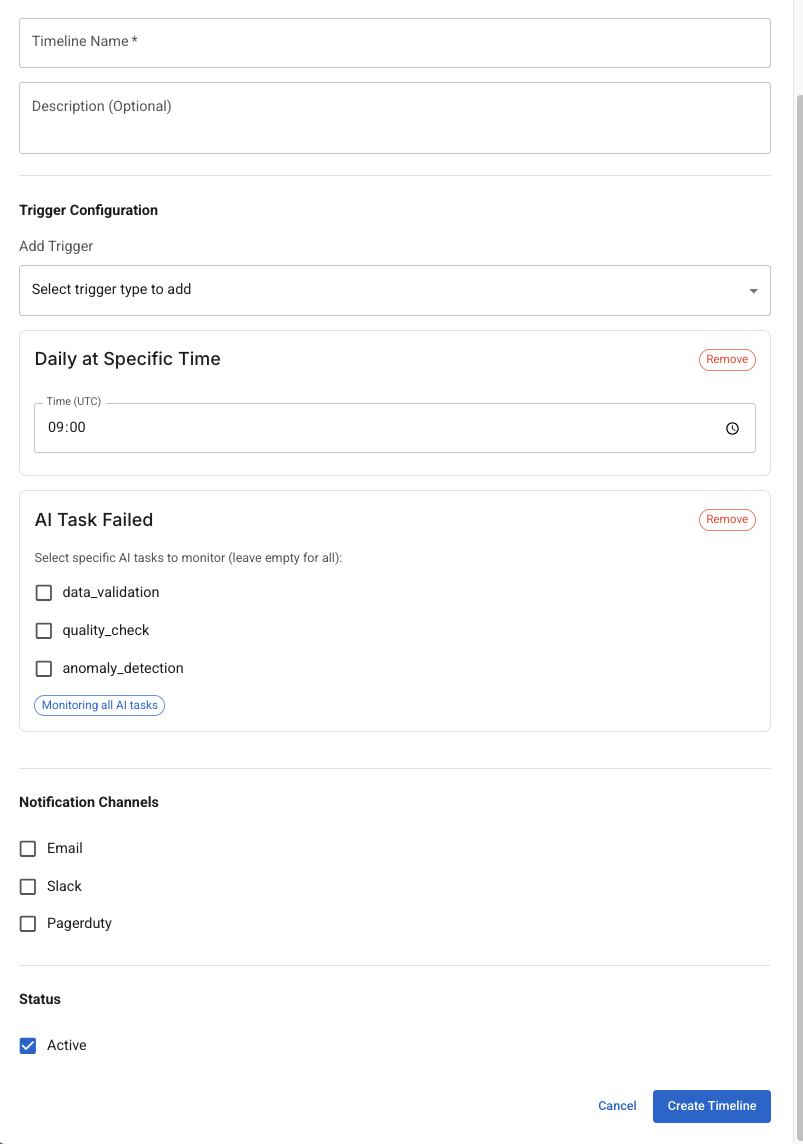 Timeline Name *
Description (Optional)
Trigger Configuration
Add Trigger
Select trigger type to add
Daily at Specific Time
Remove
Time (UTC)
09:00
AI Task Failed
Remove
Select specific AI tasks to monitor (leave empty for all):
data_validation
quality_check
anomaly_detection
Monitoring all AI tasks
Notification Channels
Email
Slack
Pagerduty
Status
Active
Cancel
Create Timeline